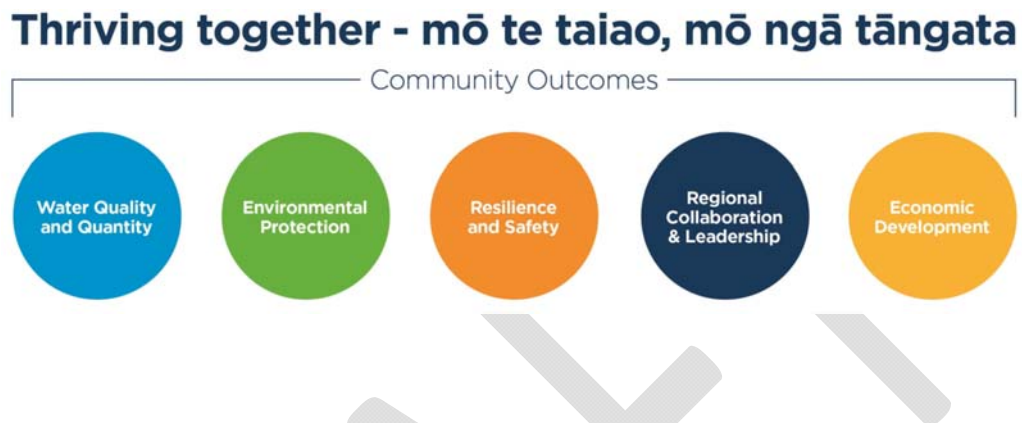 Thriving together - mō te taiao, mō ngā tāngata
Community Outcomes
Water Quality
and Quantity
Environmental
Protection
Resilience
and Safety
Regional
Collaboration
& Leadership
Economic
Development